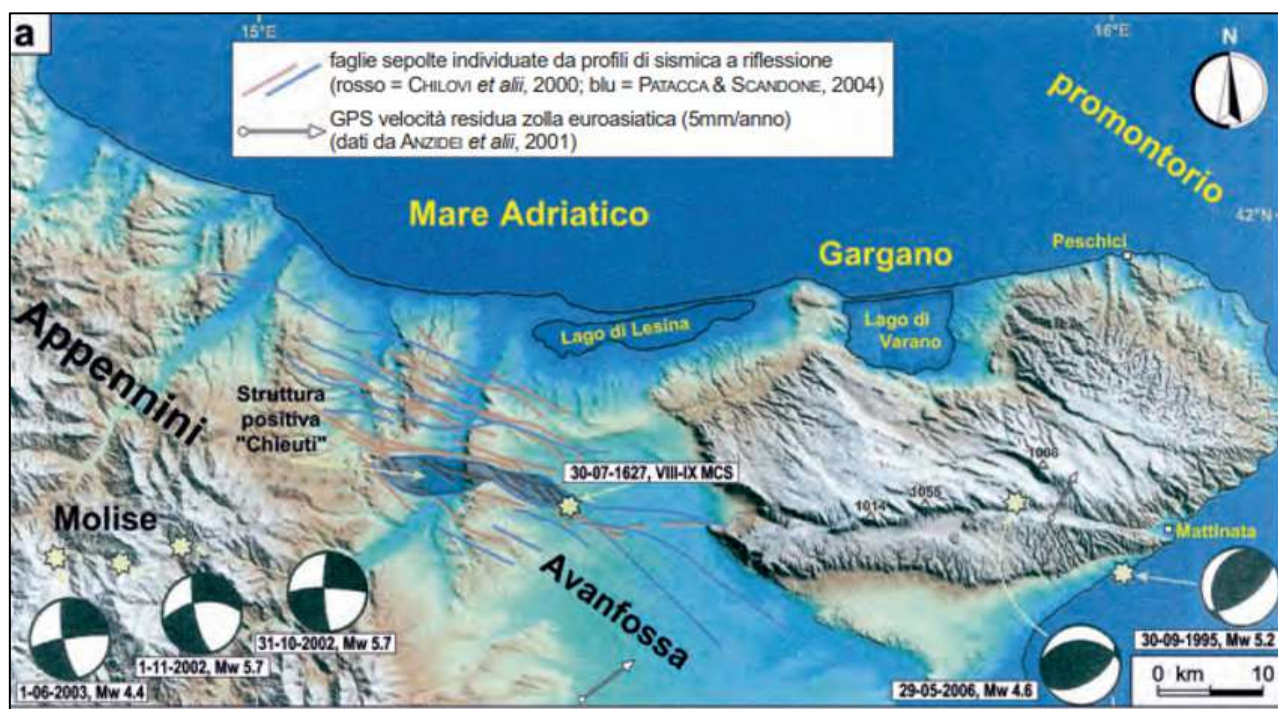 a
15°E
16°E
N
faglie sepolte individuate da profili di sismica a riflessione
(rosso = CHILOVI et alii, 2000; blu = PATACCA & SCANDONE, 2004)
GPS velocità residua zolla euroasiatica (5mm/anno)
(dati da ANZIDEI et alii, 2001)
promontorio
42°N
Mare Adriatico
Gargano
Peschici
Lago di Lesina
Lago di
Varano
Appennini
Struttura
positiva
"Chieuti"
30-07-1627, VIII-IX MCS
1008
1014
1055
Molise
Mattinata
Avanfossa
31-10-2002, Mw 5.7
1-11-2002, Mw 5.7
1-06-2003, Mw 4.4
30-09-1995, Mw 5.2
29-05-2006, Mw 4.6
0 km 10